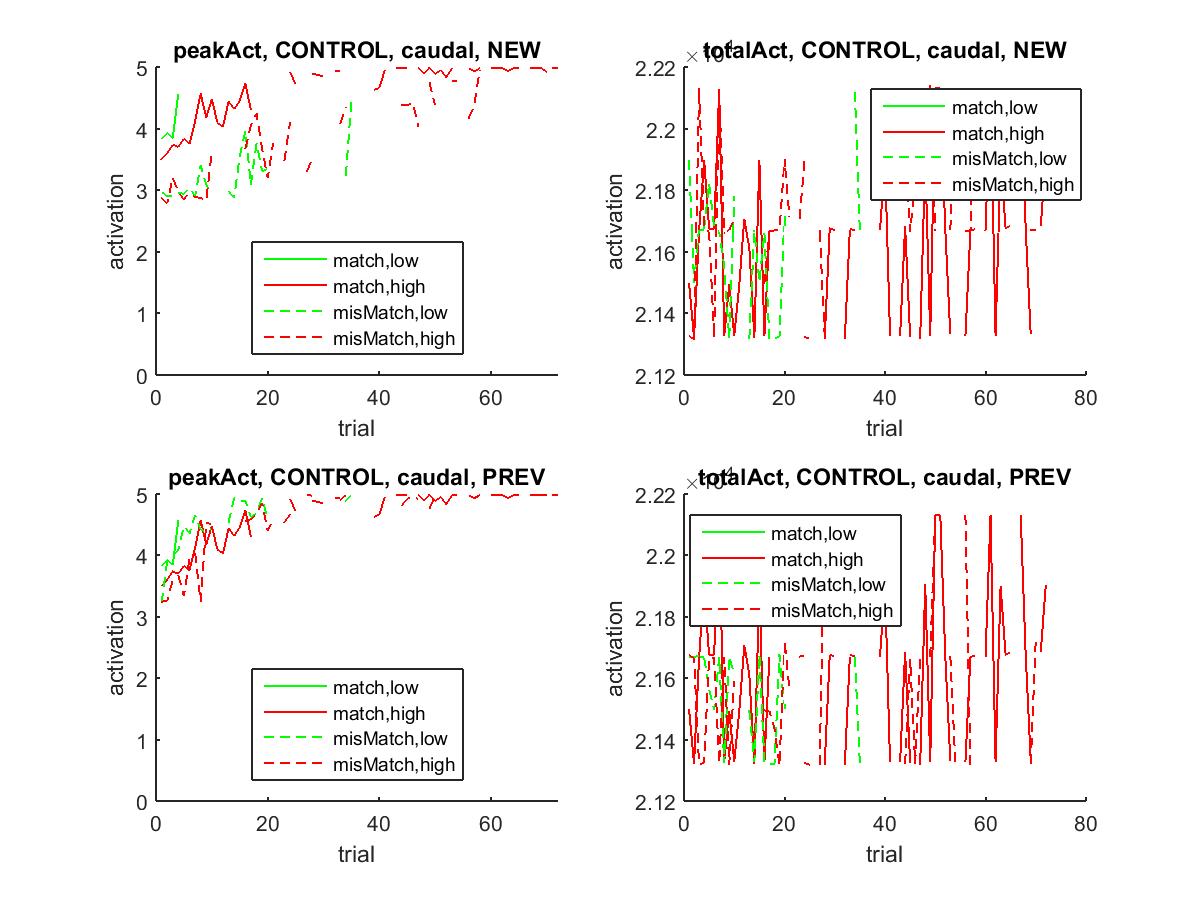 peakAct, CONTROL, caudal, NEW
5
4
3
2
1
0
activation
match,low
match,high
misMatch,low
misMatch,high
0 20 40 60
trial
totalAct, CONTROL, caudal, NEW
2.22
2.2
2.18
2.16
2.14
2.12
activation
match,low
match,high
misMatch,low
misMatch,high
0 20 40 60 80
trial
peakAct, CONTROL, caudal, PREV
5
4
3
2
1
0
activation
match,low
match,high
misMatch,low
misMatch,high
0 20 40 60
trial
totalAct, CONTROL, caudal, PREV
2.22
2.2
2.18
2.16
2.14
2.12
activation
match,low
match,high
misMatch,low
misMatch,high
0 20 40 60 80
trial